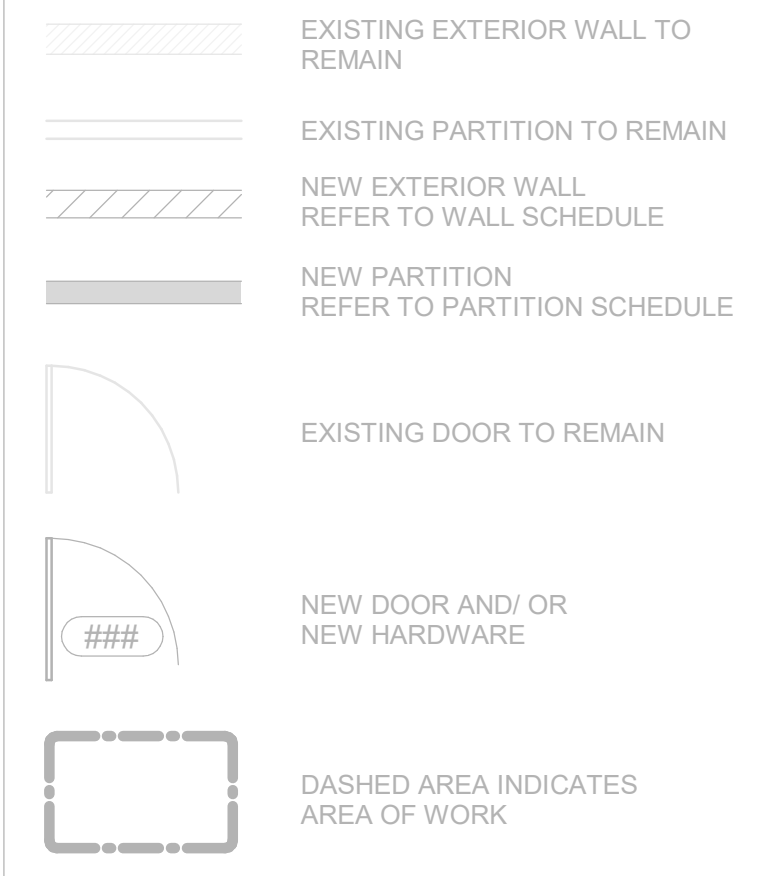 EXISTING EXTERIOR WALL TO
REMAIN
EXISTING PARTITION TO REMAIN
NEW EXTERIOR WALL
REFER TO WALL SCHEDULE
NEW PARTITION
REFER TO PARTITION SCHEDULE
EXISTING DOOR TO REMAIN
###
NEW DOOR AND/ OR
NEW HARDWARE
DASHED AREA INDICATES
AREA OF WORK